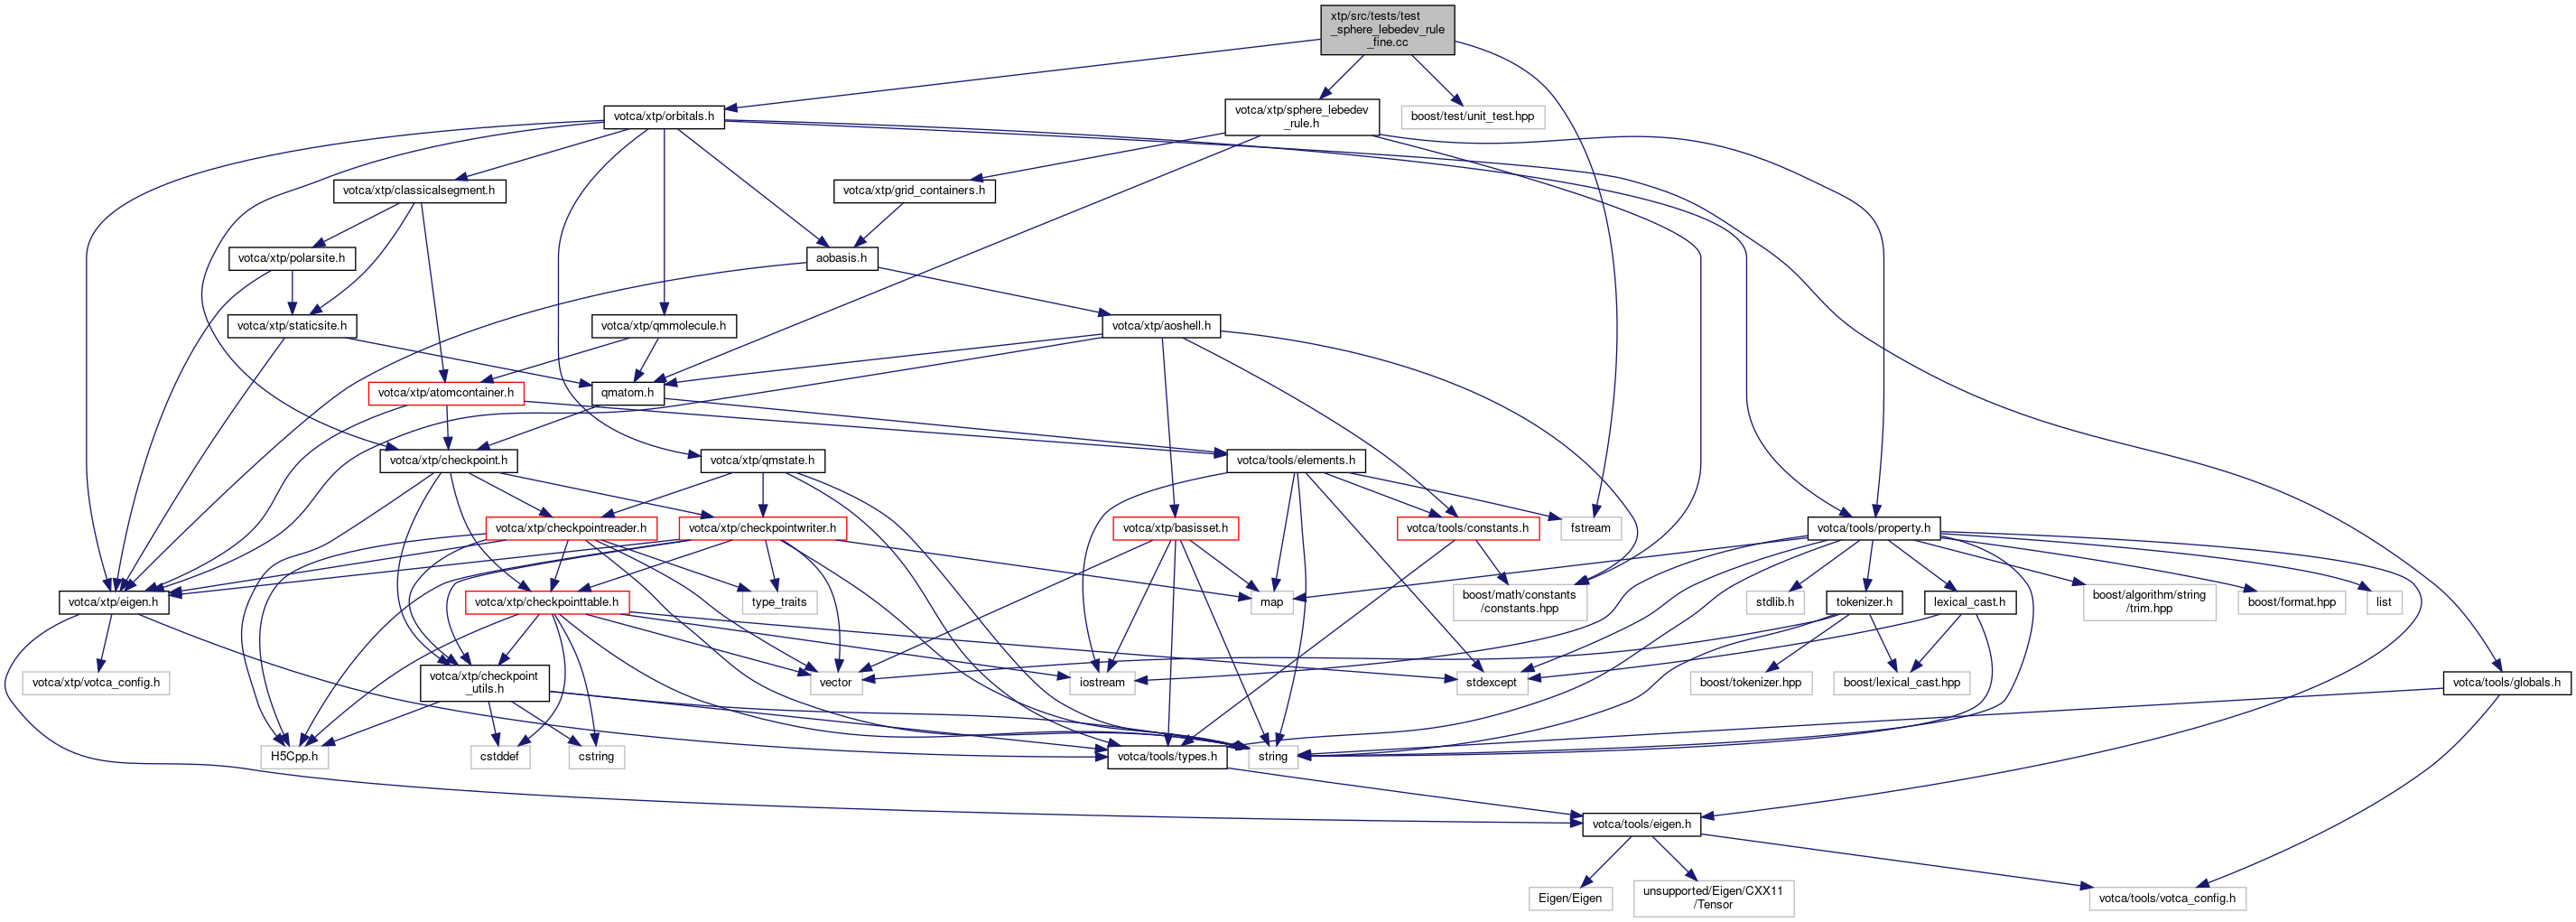 xtp/src/tests/test
_sphere_lebedev_rule
_fine.cc
votca/xtp/orbitals.h
votca/xtp/sphere_lebedev
_rule.h
boost/test/unit_test.hpp
votca/xtp/classicalsegment.h
votca/xtp/grid_containers.h
votca/xtp/polarsite.h
aobasis.h
votca/xtp/staticsite.h
votca/xtp/qmmolecule.h
votca/xtp/aoshell.h
votca/xtp/atomcontainer.h
qmatom.h
votca/xtp/checkpoint.h
votca/xtp/qmstate.h
votca/tools/elements.h
votca/xtp/checkpointreader.h
votca/xtp/checkpointwriter.h
votca/xtp/basisset.h
votca/tools/constants.h
fstream
votca/tools/property.h
votca/xtp/eigen.h
votca/xtp/checkpointtable.h
type_traits
map
boost/math/constants
/constants.hpp
stdlib.h
tokenizer.h
lexical_cast.h
boost/algorithm/string
/trim.hpp
boost/format.hpp
list
votca/xtp/votca_config.h
votca/xtp/checkpoint
_utils.h
vector
iostream
stdexcept
boost/tokenizer.hpp
boost/lexical_cast.hpp
votca/tools/globals.h
H5Cpp.h
cstddef
cstring
votca/tools/types.h
string
votca/tools/eigen.h
Eigen/Eigen
unsupported/Eigen/CXX11
/Tensor
votca/tools/votca_config.h